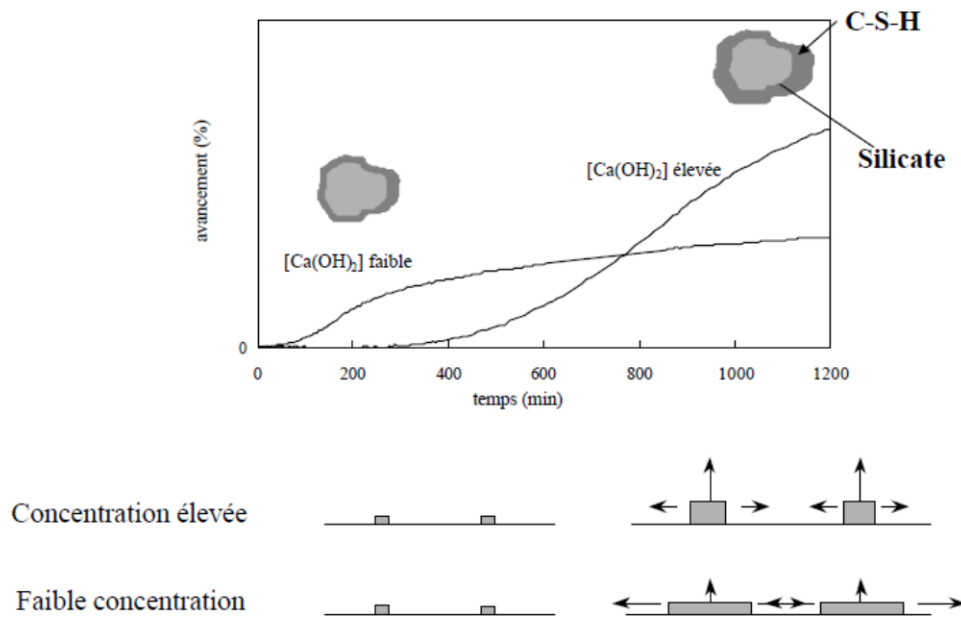 C-S-H
avancement (%)
[Ca(OH)₂] élevée
Silicate
[Ca(OH)₂] faible
0
0 200 400 600 800 1000 1200
temps (min)
Concentration élevée
Faible concentration